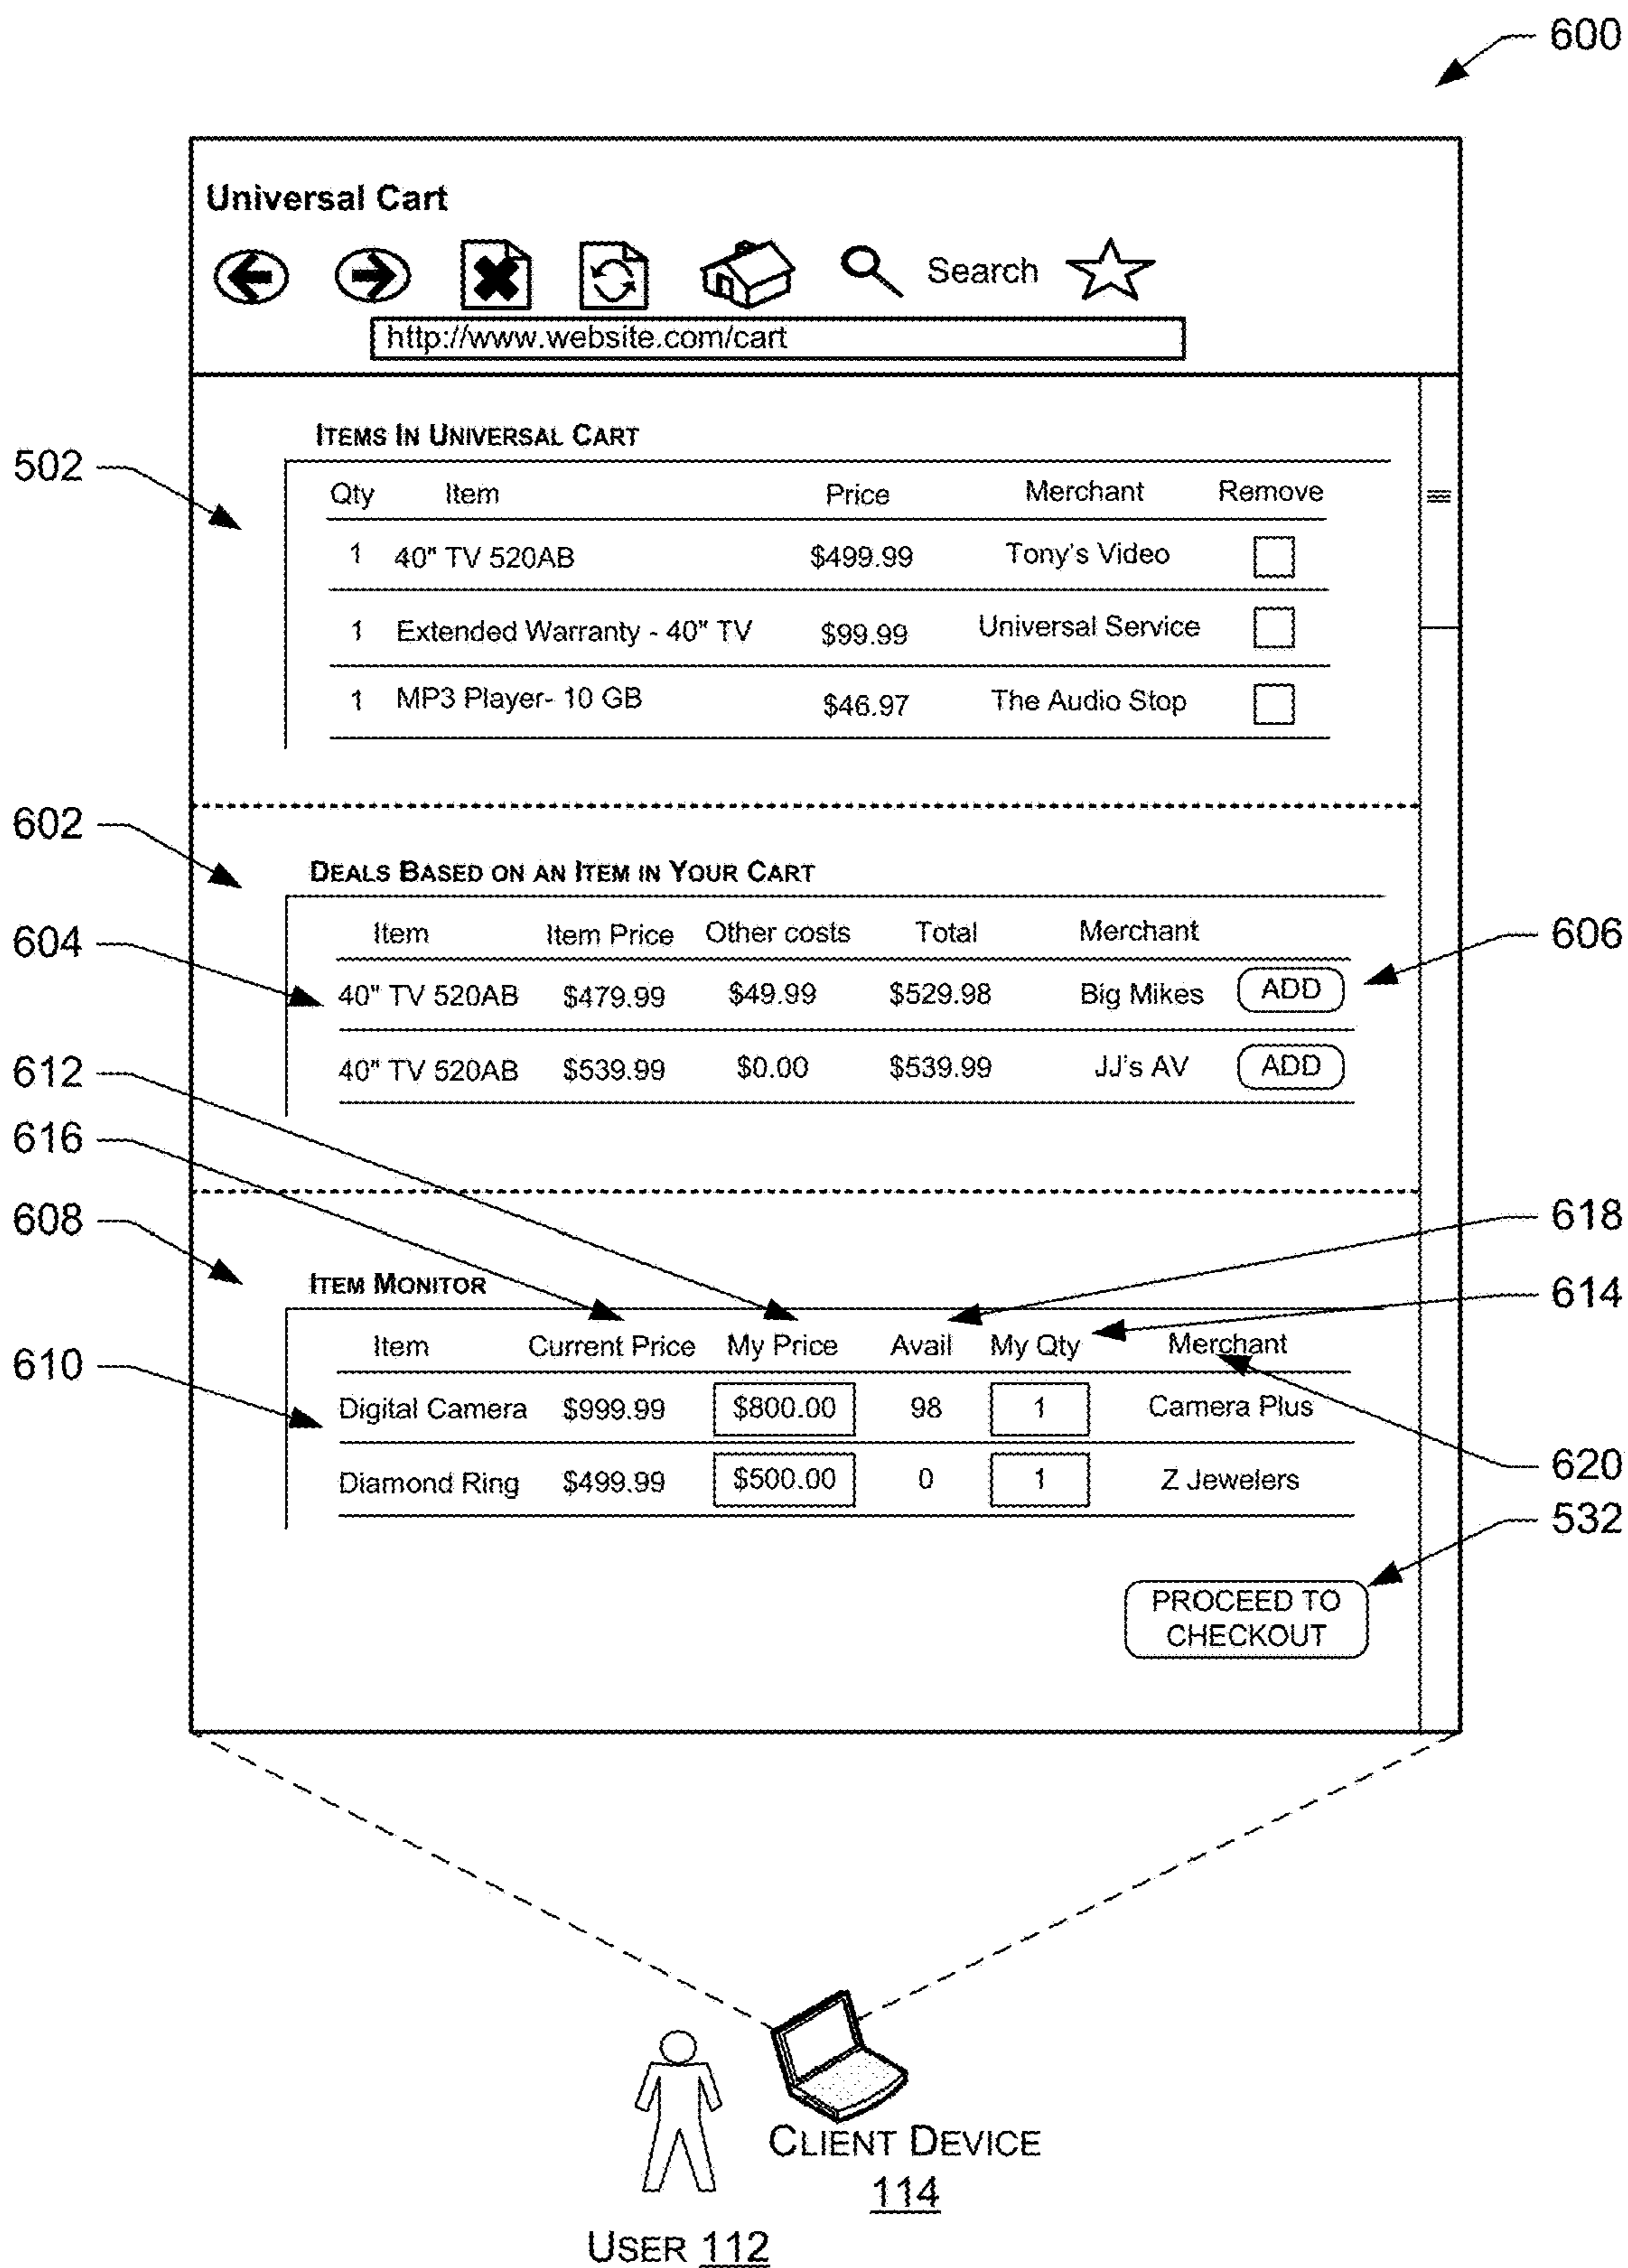 600
Universal Cart
Search
http://www.website.com/cart
502
ITEMS IN UNIVERSAL CART
Qty Item Price Merchant Remove
1 40" TV 520AB $499.99 Tony's Video
1 Extended Warranty - 40" TV $99.99 Universal Service
1 MP3 Player- 10 GB $46.97 The Audio Stop
602
DEALS BASED ON AN ITEM IN YOUR CART
604
Item Item Price Other costs Total Merchant
606
40" TV 520AB $479.99 $49.99 $529.98 Big Mikes ADD
612
40" TV 520AB $539.99 $0.00 $539.99 JJ's AV ADD
616
608
618
ITEM MONITOR
614
610
Item Current Price My Price Avail My Qty Merchant
Digital Camera $999.99 $800.00 98 1 Camera Plus
620
Diamond Ring $499.99 $500.00 0 1 Z Jewelers
532
PROCEED TO
CHECKOUT
CLIENT DEVICE
114
USER 112